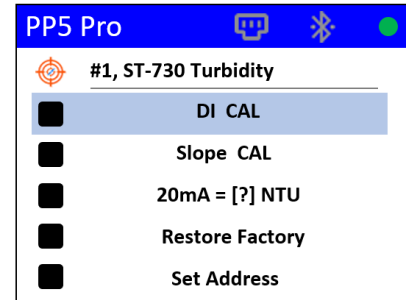 PP5 Pro
#1, ST-730 Turbidity
DI CAL
Slope CAL
20mA = [?] NTU
Restore Factory
Set Address